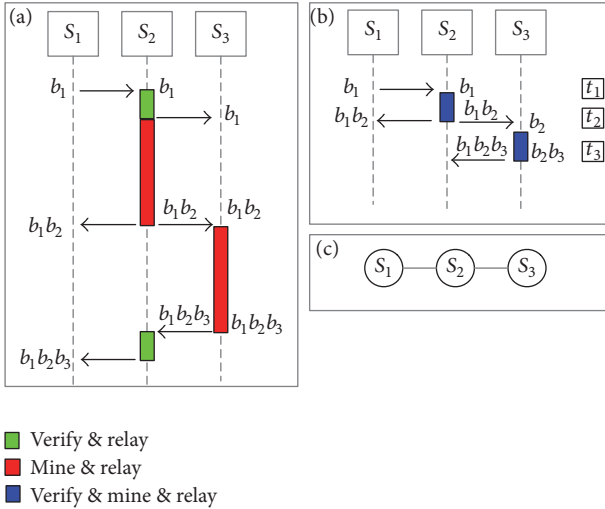 (a)
S₁ S₂ S₃
b₁ b₁
b₁
b₁b₂ b₁b₂ b₁b₂
b₁b₂b₃ b₁b₂b₃
b₁b₂b₃
(b)
S₁ S₂ S₃
b₁ b₁ t₁
b₁b₂ b₁b₂ b₂ t₂
b₁b₂b₃ b₂b₃ t₃
(c)
S₁ S₂ S₃
Verify & relay
Mine & relay
Verify & mine & relay